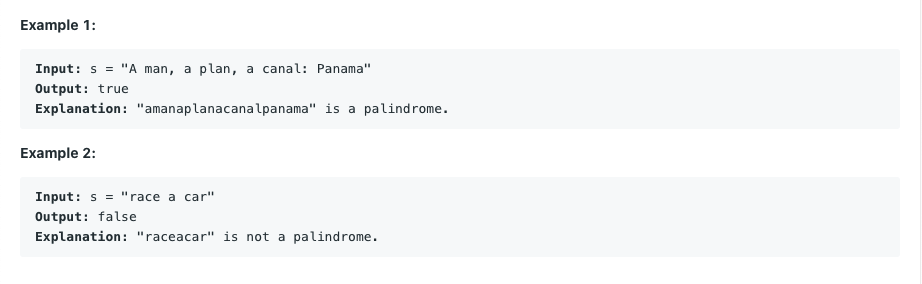 Example 1:
Input: s = "A man, a plan, a canal: Panama"
Output: true
Explanation: "amanaplanacanalpanama" is a palindrome.
Example 2:
Input: s = "race a car"
Output: false
Explanation: "raceacar" is not a palindrome.